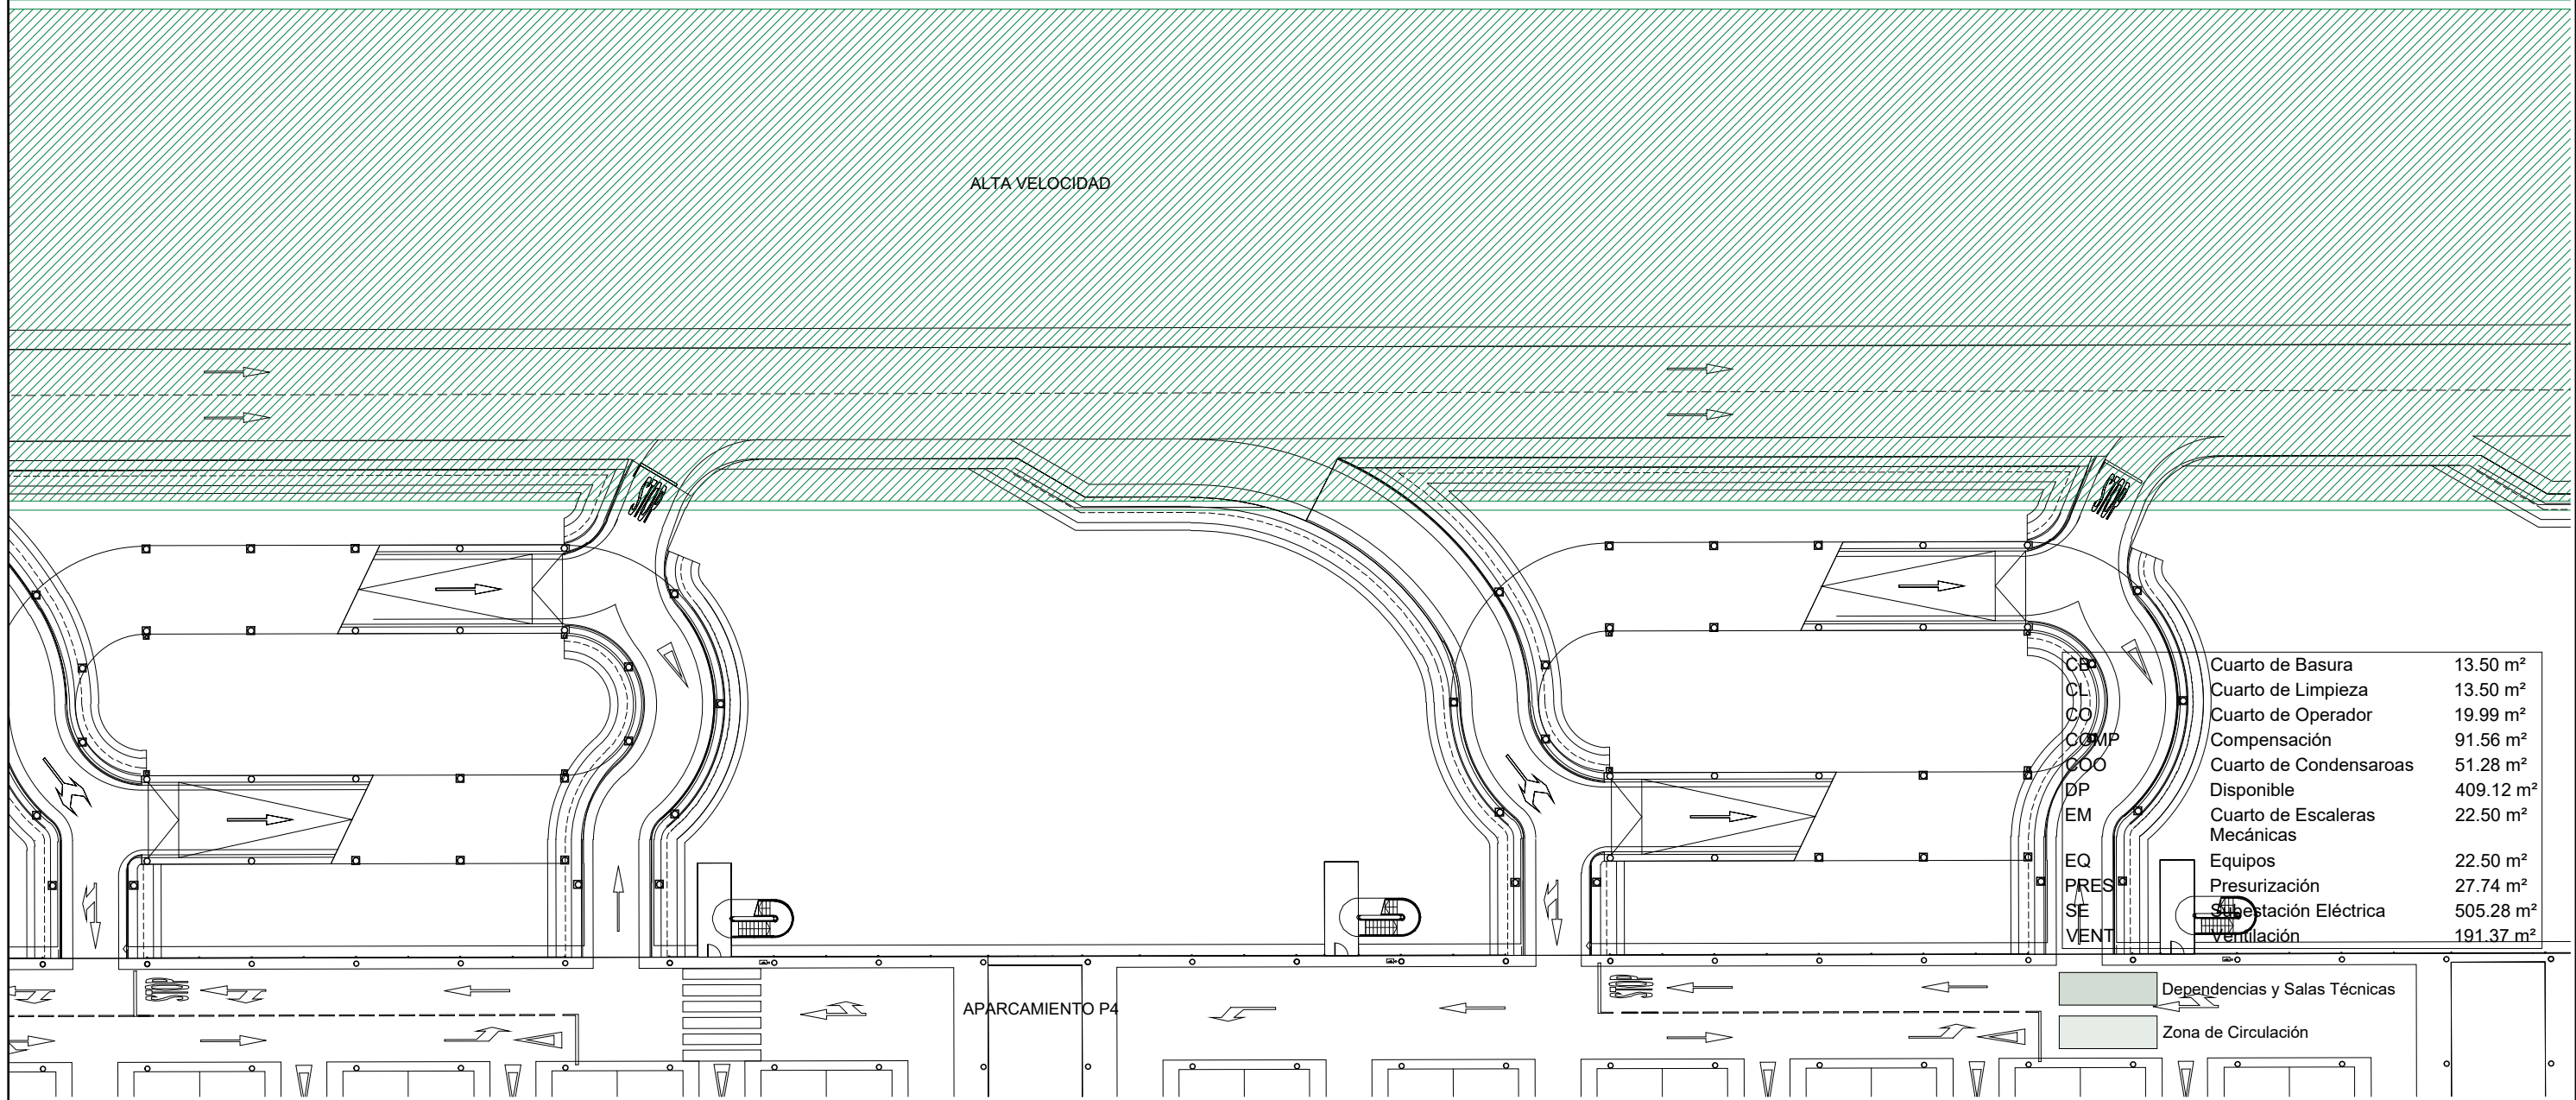 ALTA VELOCIDAD
CB Cuarto de Basura 13.50 m²
CL Cuarto de Limpieza 13.50 m²
CO Cuarto de Operador 19.99 m²
COMP Compensación 91.56 m²
COO Cuarto de Condensaroas 51.28 m²
DP Disponible 409.12 m²
EM Cuarto de Escaleras 22.50 m²
Mecánicas
EQ Equipos 22.50 m²
PRES Presurización 27.74 m²
SE Subestación Eléctrica 505.28 m²
VENT Ventilación 191.37 m²
Dependencias y Salas Técnicas
APARCAMIENTO P4
Zona de Circulación